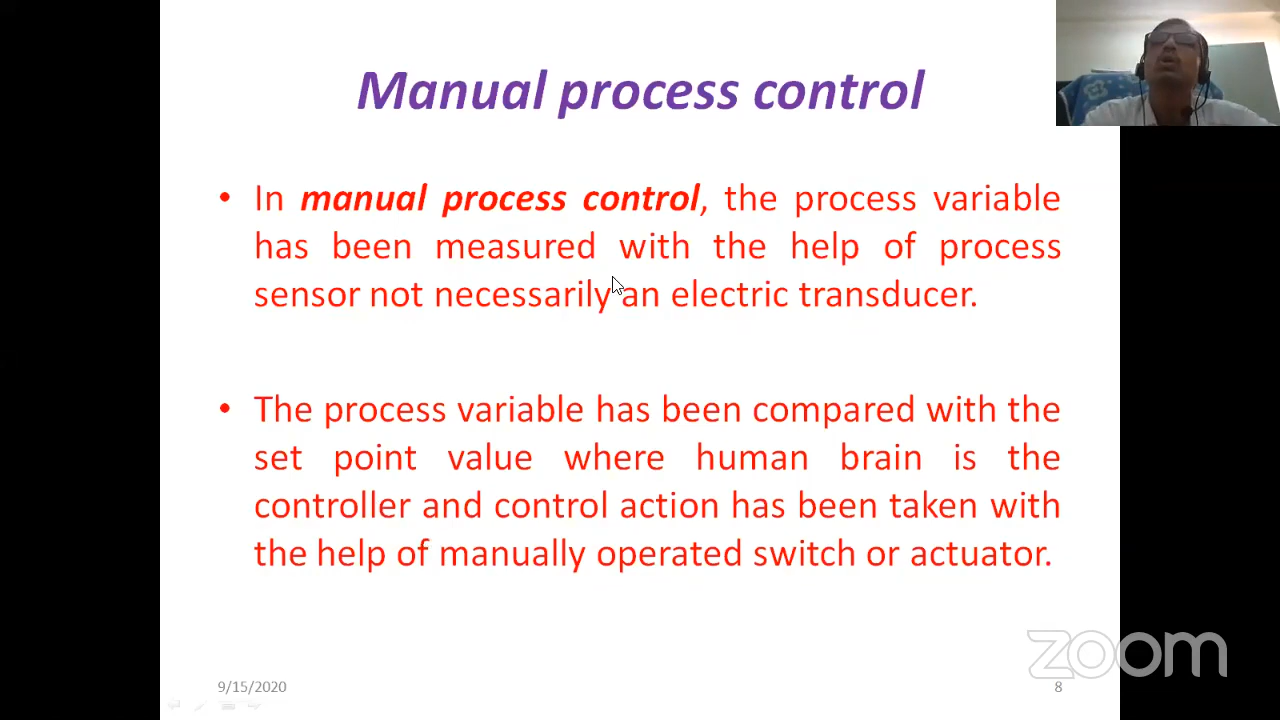 Manual process control
• In manual process control, the process variable
has been measured with the help of process
sensor not necessarily an electric transducer.
• The process variable has been compared with the
set point value where human brain is the
controller and control action has been taken with
the help of manually operated switch or actuator.
zoom
9/15/2020
8